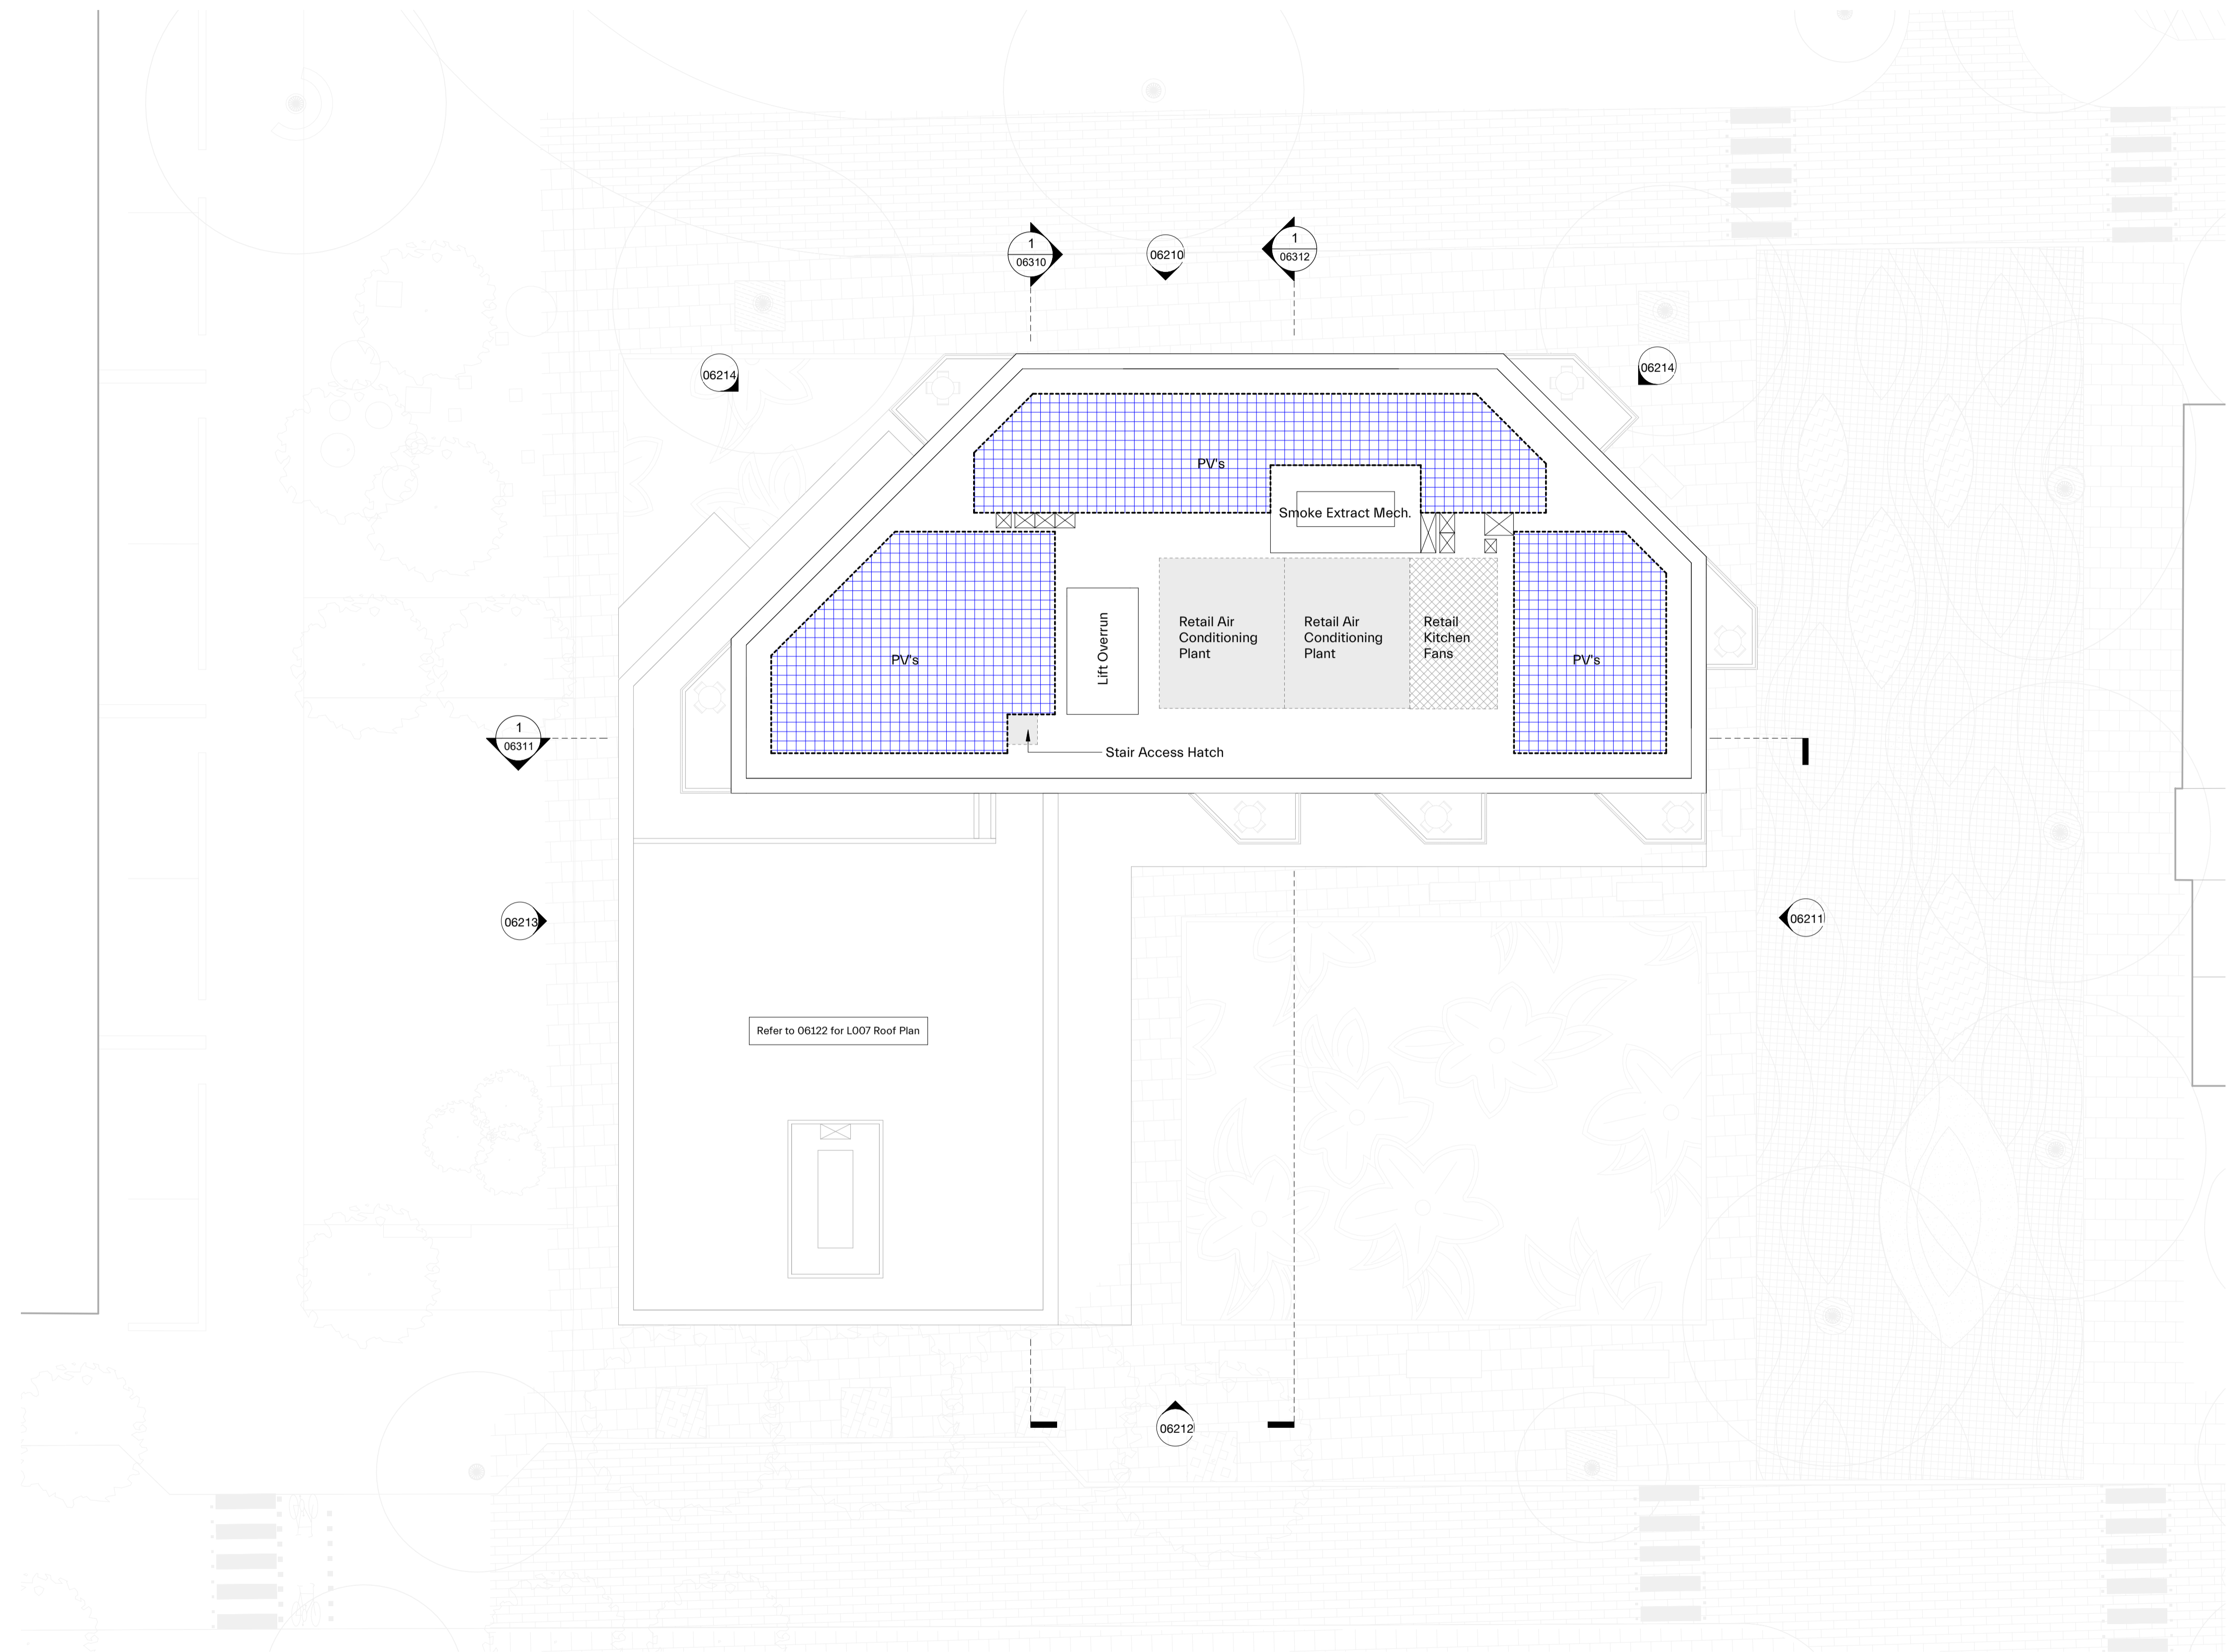 1
06310
06210
1
06312
06214
06214
PV's
Smoke Extract Mech.
Retail Air
Conditioning
Plant
Retail Air
Conditioning
Plant
Retail
Kitchen
Fans
Lift Overrun
PV's
PV's
1
06311
Stair Access Hatch
06213
06211
Refer to 06122 for L007 Roof Plan
06212